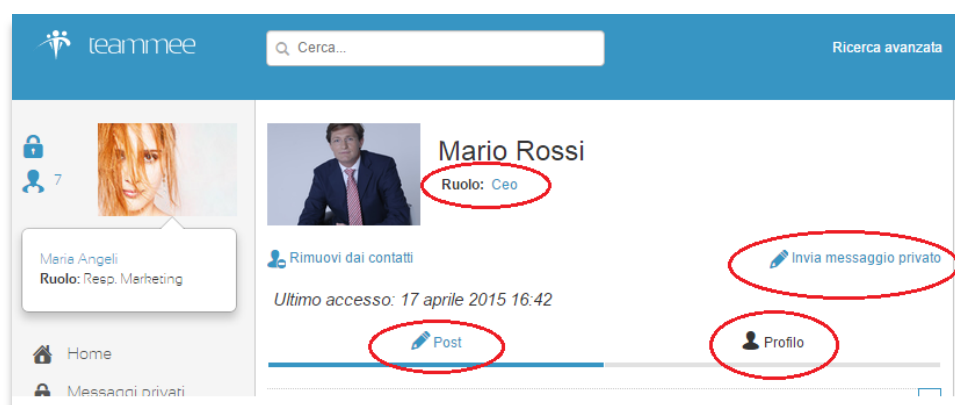 teammee
Cerca...
Ricerca avanzata
7
Maria Angeli
Ruolo: Resp. Marketing
Home
Messaggi privati
Mario Rossi
Ruolo: Ceo
Rimuovi dai contatti
Invia messaggio privato
Ultimo accesso: 17 aprile 2015 16:42
Post
Profilo